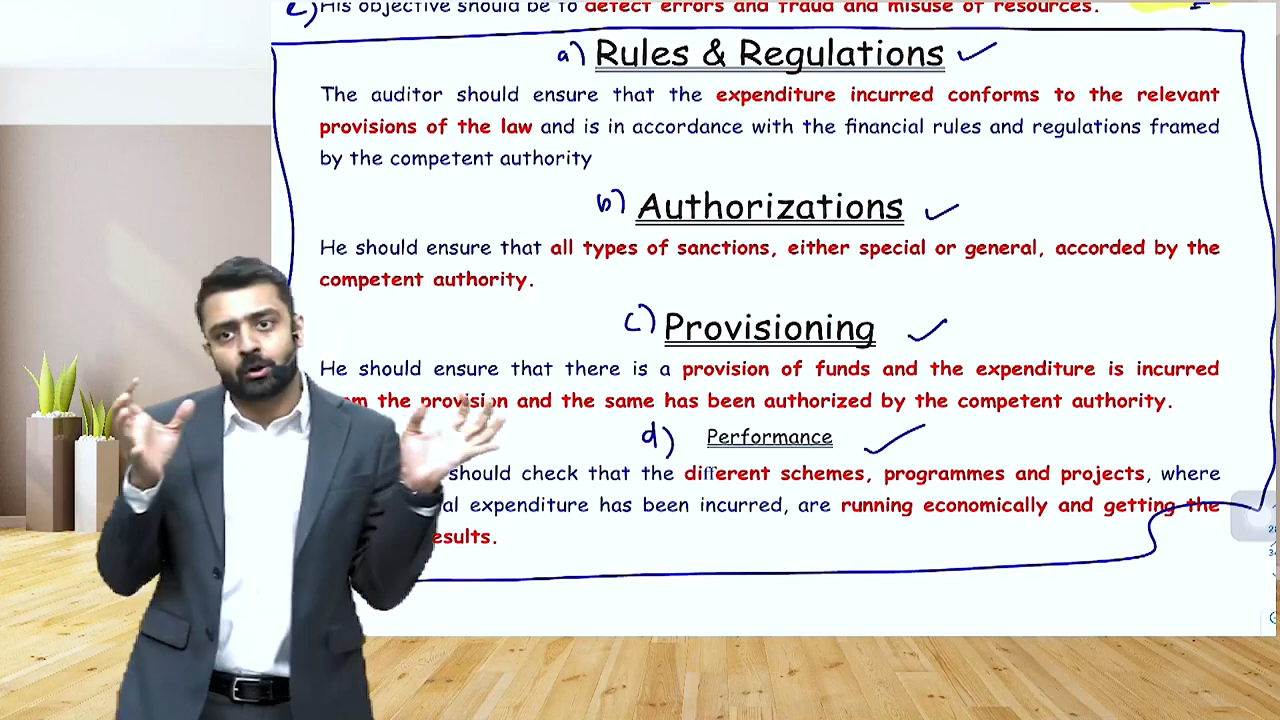 2) His objective should be to detect errors and fraud and misuse of resources.
a) Rules & Regulations
The auditor should ensure that the expenditure incurred conforms to the relevant
provisions of the law and is in accordance with the financial rules and regulations framed
by the competent authority
b) Authorizations
He should ensure that all types of sanctions, either special or general, accorded by the
competent authority.
c) Provisioning
He should ensure that there is a provision of funds and the expenditure is incurred
the provision and the same has been authorized by the competent authority.
d) Performance
should check that the different schemes, programmes and projects, where
expenditure has been incurred, are running economically and getting the